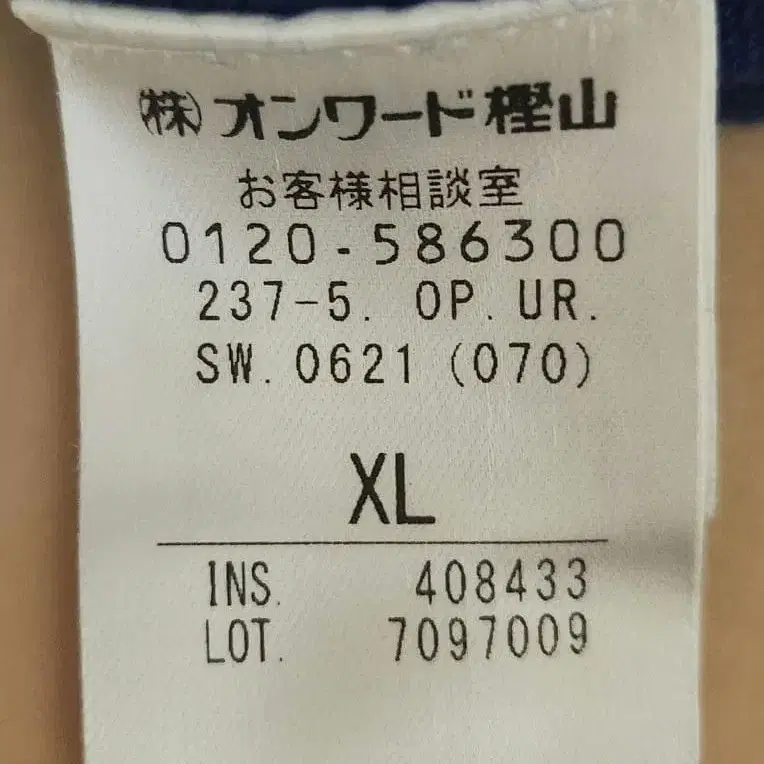 ㈱オンワード樫山
お客様相談室
0120-586300
237-5. OP. UR.
SW. 0621 (070)
XL
INS. 408433
LOT. 7097009